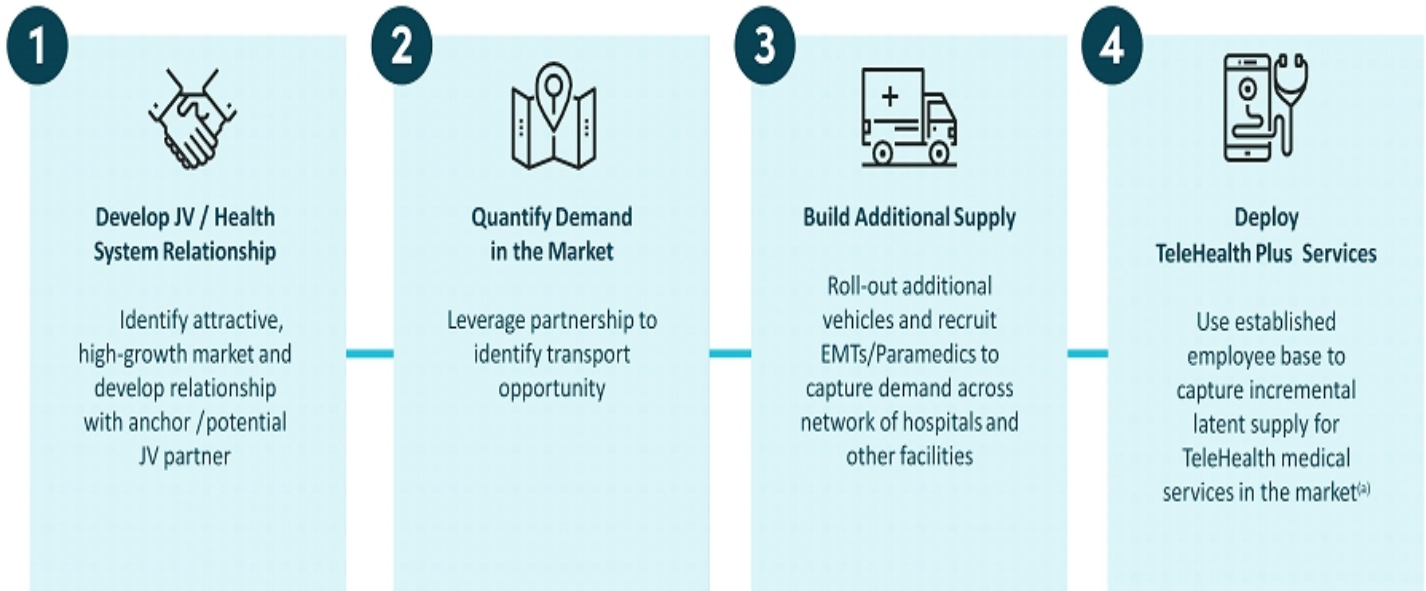 1
Develop JV / Health
System Relationship
Identify attractive,
high-growth market and
develop relationship
with anchor /potential
JV partner
2
Quantify Demand
in the Market
Leverage partnership to
identify transport
opportunity
3
Build Additional Supply
Roll-out additional
vehicles and recruit
EMTs/Paramedics to
capture demand across
network of hospitals and
other facilities
4
Deploy
TeleHealth Plus Services
Use established
employee base to
capture incremental
latent supply for
TeleHealth medical
services in the market(a)